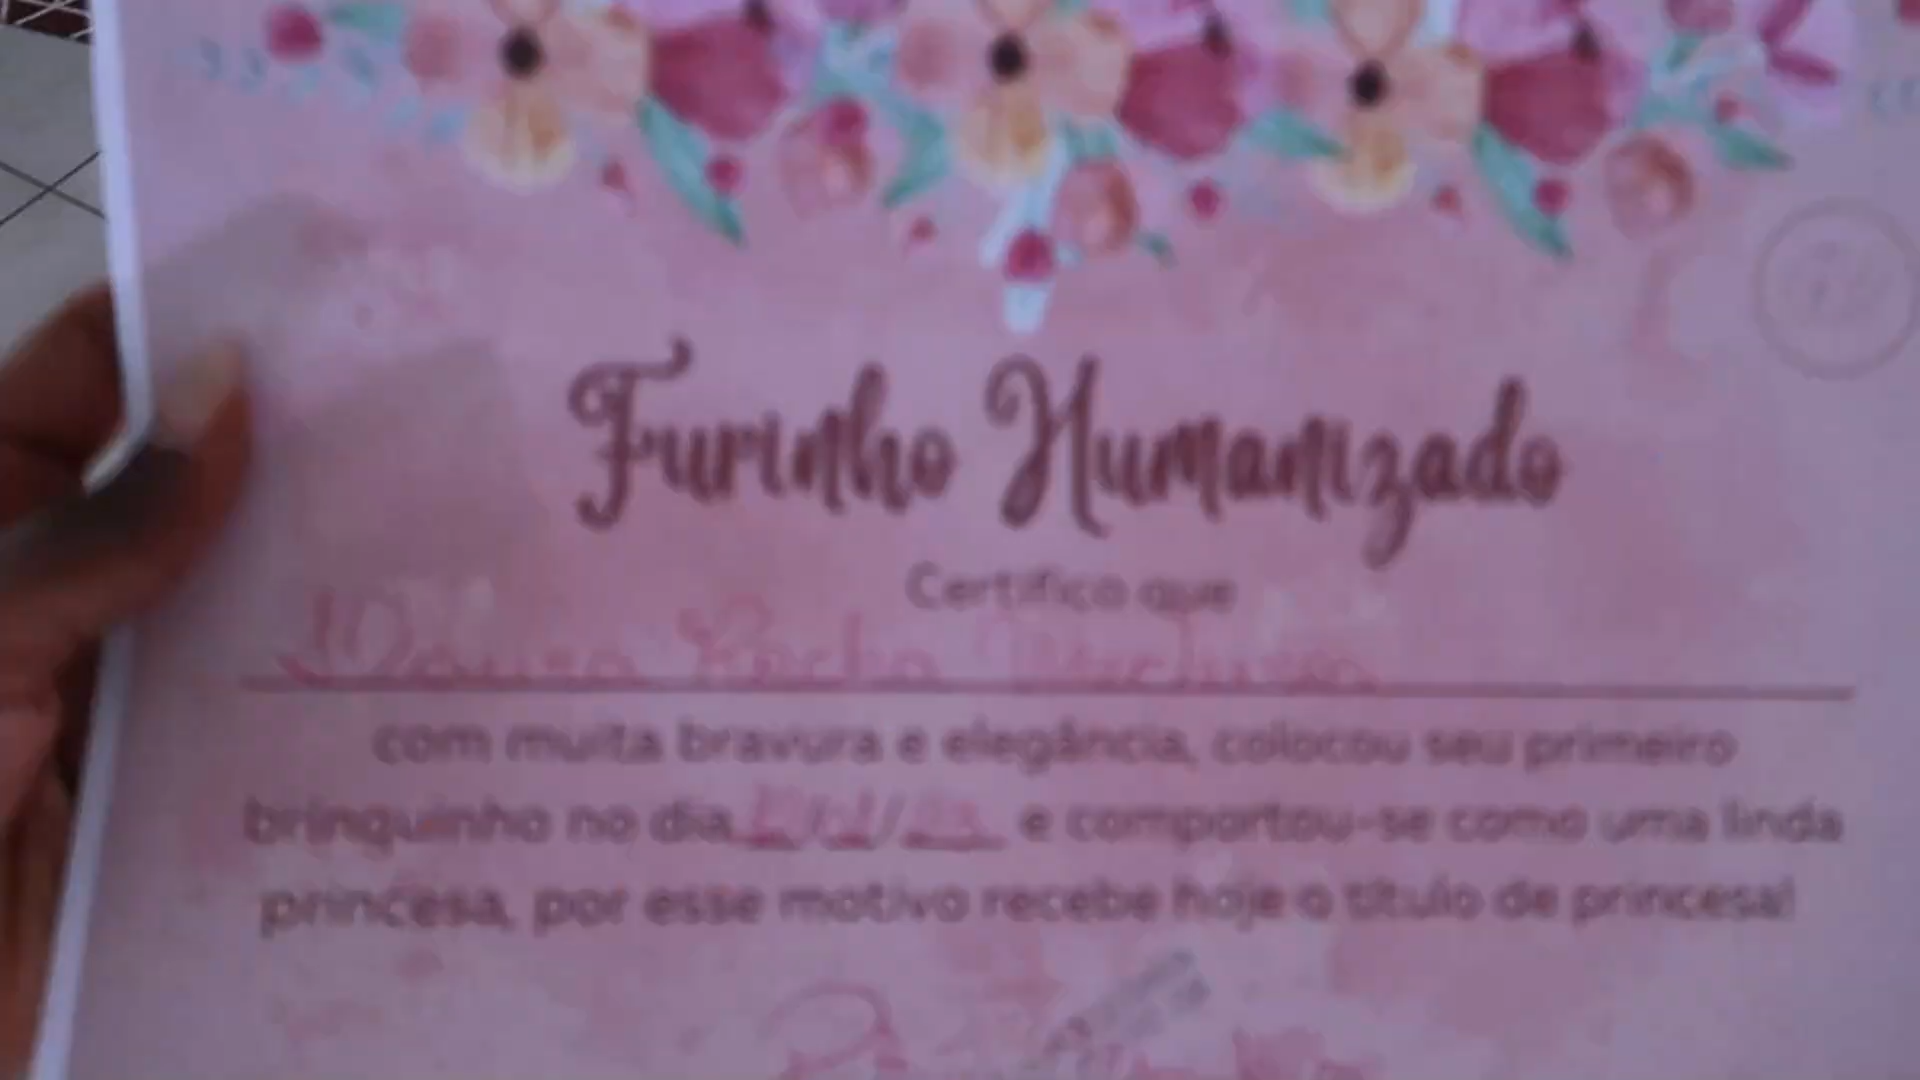 Furinho Humanizado
Certifico que
com muita bravura e elegância, colocou seu primeiro
brinquinho no dia e comportou-se como uma linda
princesa, por esse motivo recebe hoje o título de princesa!